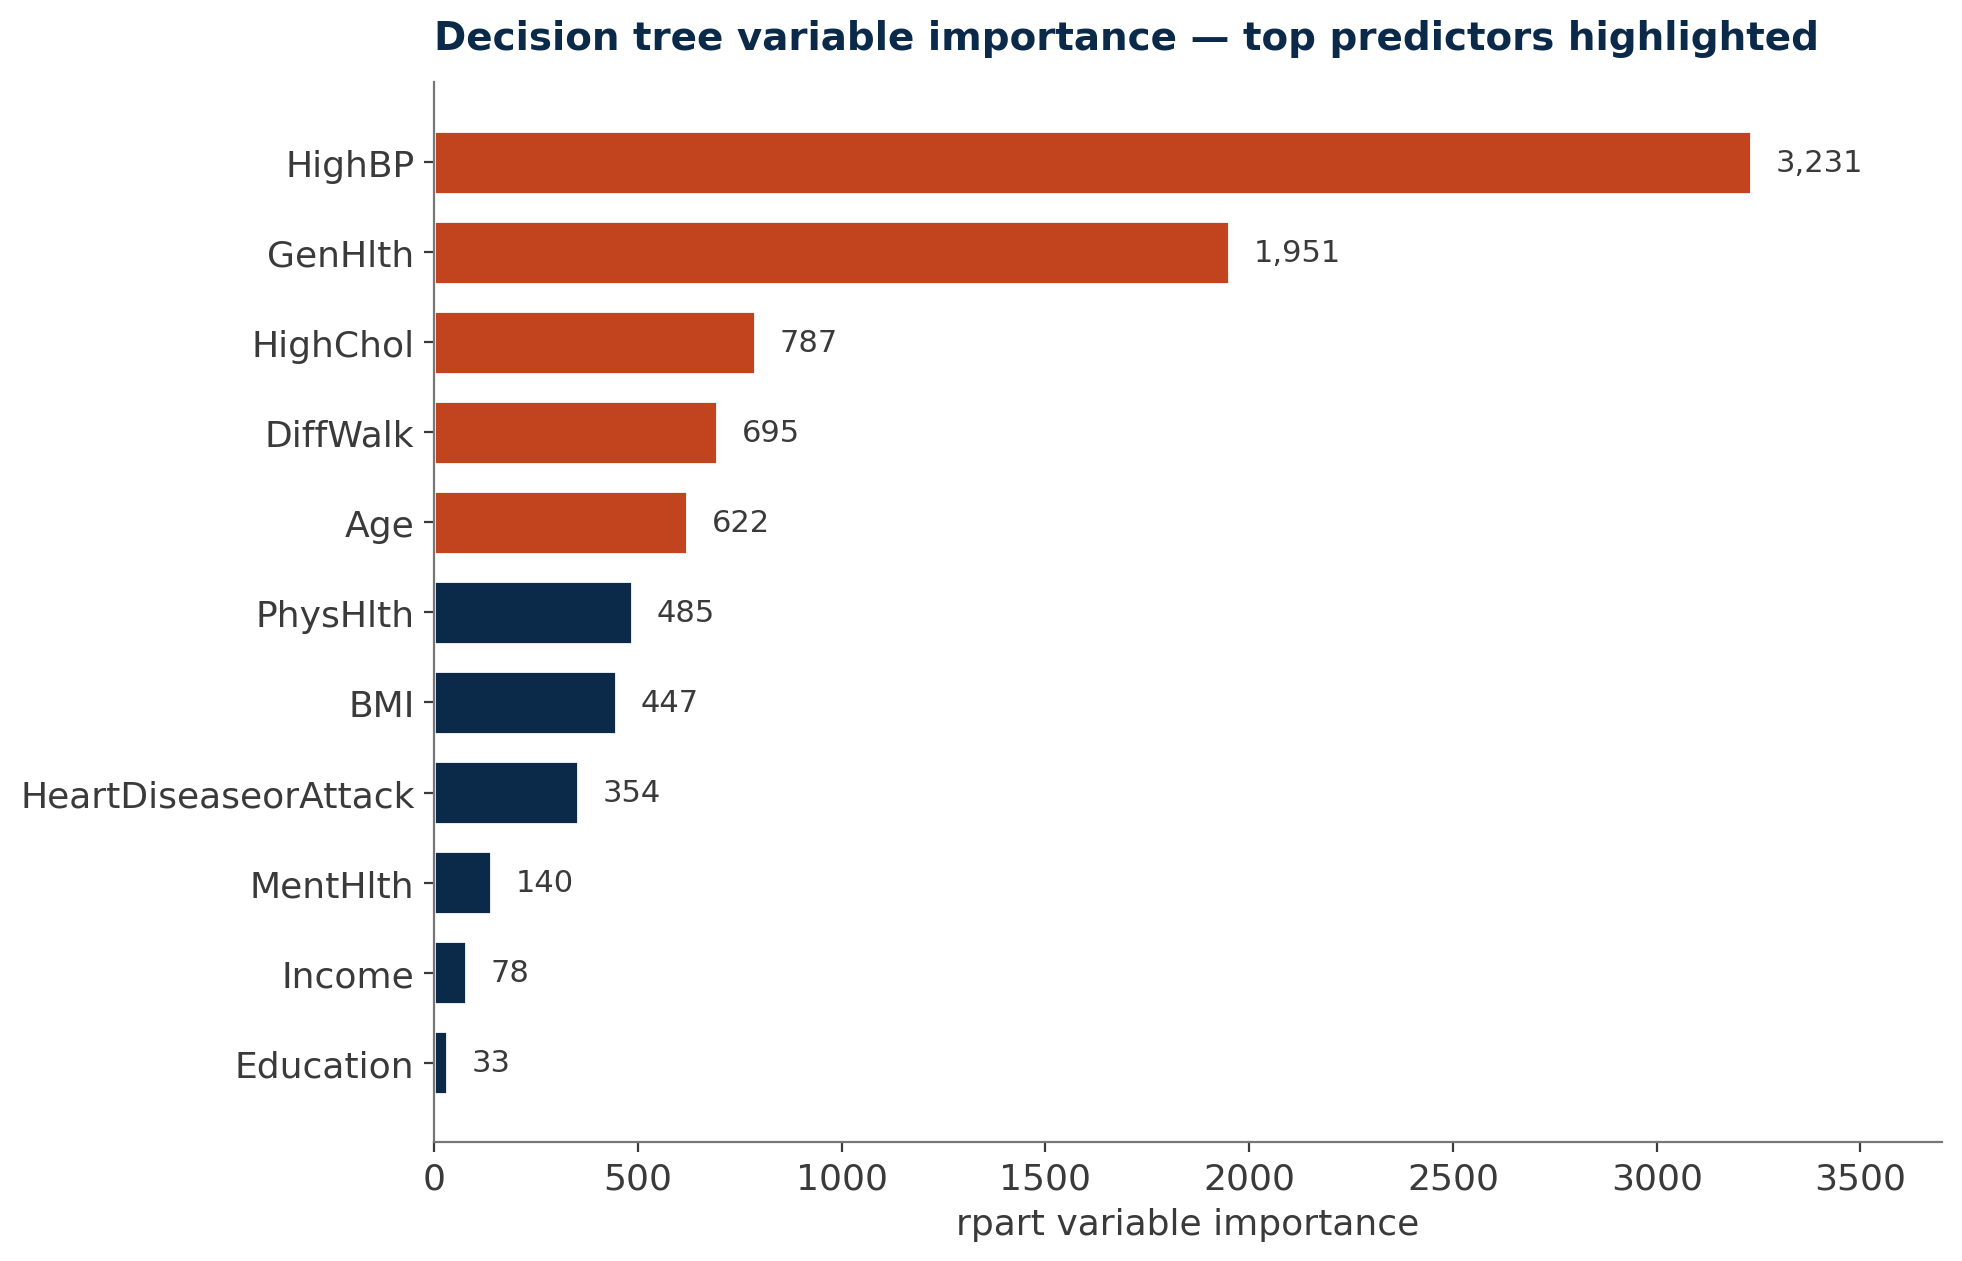 Decision tree variable importance — top predictors highlighted
HighBP 3,231
GenHlth 1,951
HighChol 787
DiffWalk 695
Age 622
PhysHlth 485
BMI 447
HeartDiseaseorAttack 354
MentHlth 140
Income 78
Education 33
0 500 1000 1500 2000 2500 3000 3500
rpart variable importance